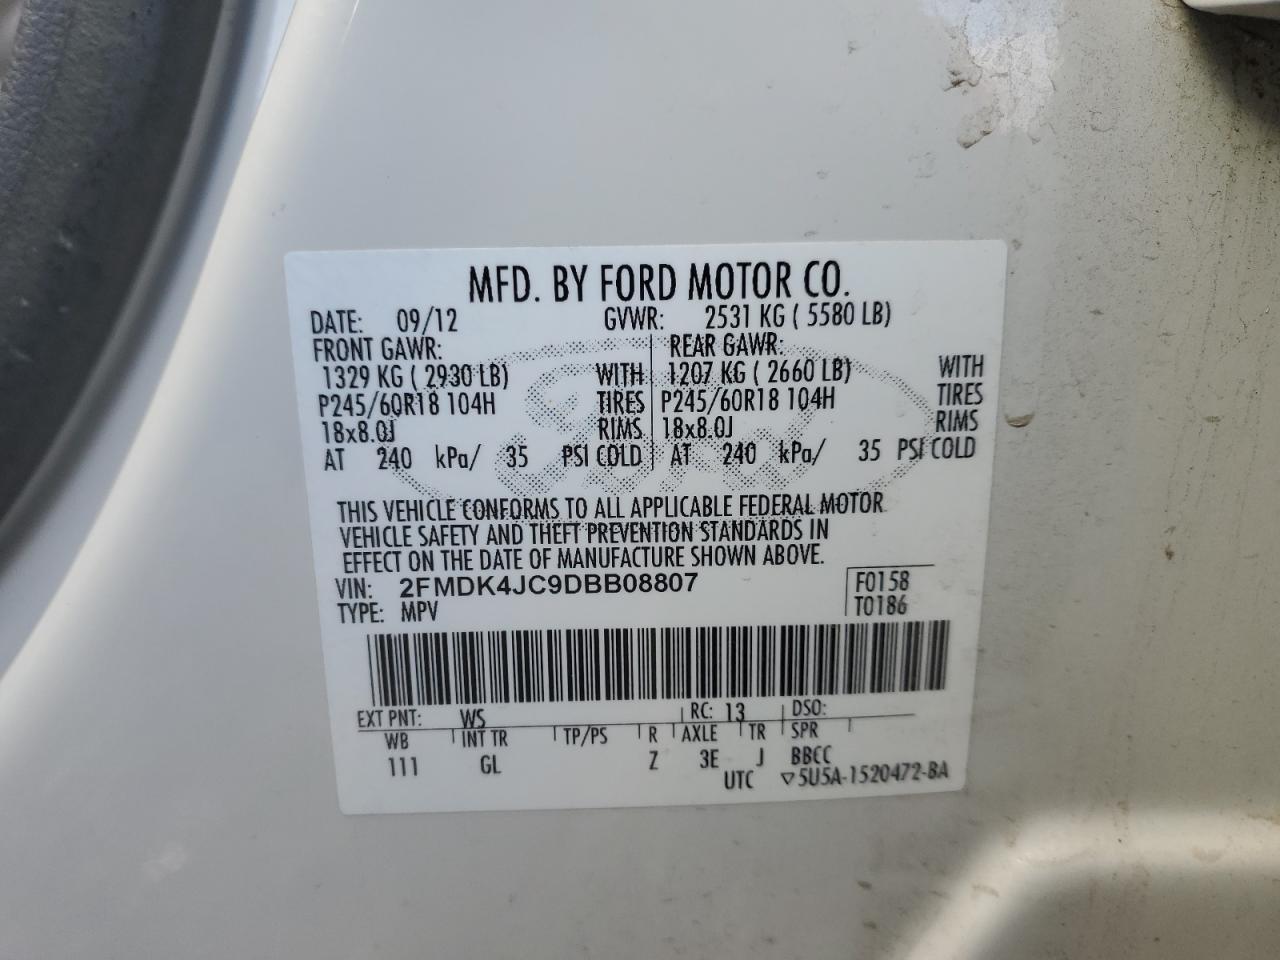 MFD. BY FORD MOTOR CO.
DATE: 09/12 GVWR: 2531 KG ( 5580 LB)
FRONT GAWR: REAR GAWR:
1329 KG ( 2930 LB) WITH 1207 KG ( 2660 LB) WITH
P245/60R18 104H TIRES P245/60R18 104H TIRES
18x8.0J RIMS 18x8.0J RIMS
AT 240 kPa/ 35 PSI COLD AT 240 kPa/ 35 PSI COLD
THIS VEHICLE CONFORMS TO ALL APPLICABLE FEDERAL MOTOR
VEHICLE SAFETY AND THEFT PREVENTION STANDARDS IN
EFFECT ON THE DATE OF MANUFACTURE SHOWN ABOVE.
VIN: 2FMDK4JC9DBB08807 F0158
TYPE: MPV T0186
EXT PNT: WS RC: 13 DSO:
WB INT TR TP/PS R AXLE TR SPR
111 GL Z 3E J BBCC
UTC ▽5U5A-1520472-BA